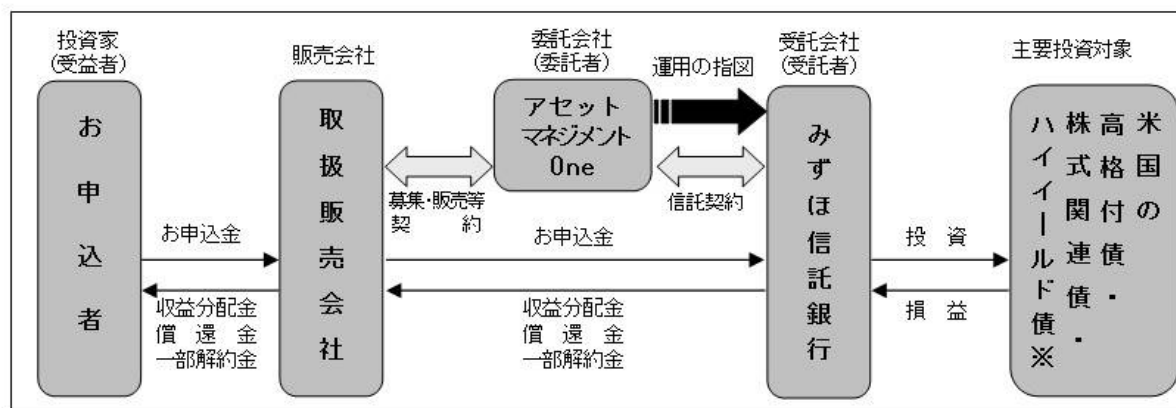 投資家
(受益者)
お申込者
販売会社
取扱販売会社
委託会社
(委託者)
アセット
マネジメント
One
運用の指図
受託会社
(受託者)
みずほ信託銀行
主要投資対象
米国の
高格付債・
株式関連債・
ハイイールド債※
募集・販売等
契 約
信託契約
お申込金
お申込金
投 資
収益分配金
償 還 金
一部解約金
収益分配金
償 還 金
一部解約金
損 益